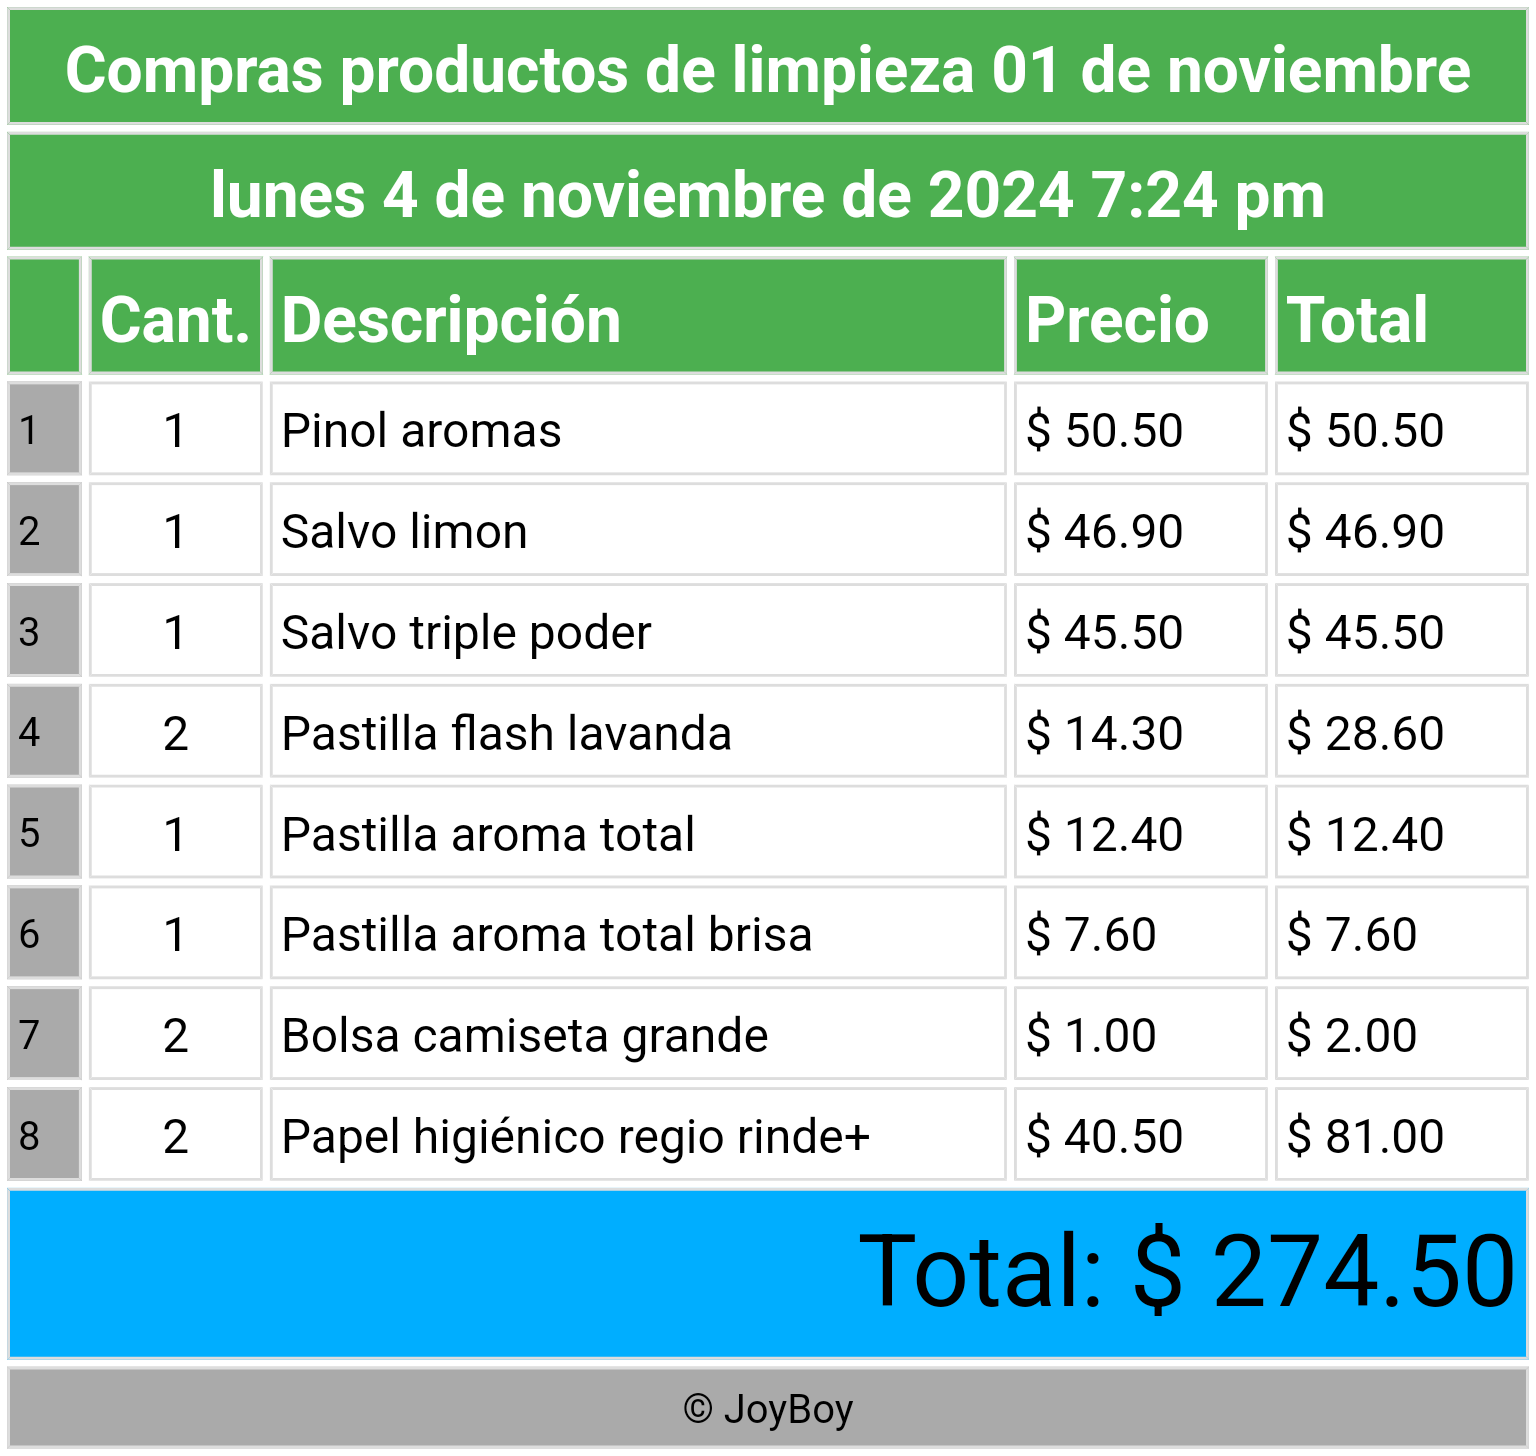 Compras productos de limpieza 01 de noviembre
lunes 4 de noviembre de 2024 7:24 pm
Cant. Descripción Precio Total
1 1 Pinol aromas $ 50.50 $ 50.50
2 1 Salvo limon $ 46.90 $ 46.90
3 1 Salvo triple poder $ 45.50 $ 45.50
4 2 Pastilla flash lavanda $ 14.30 $ 28.60
5 1 Pastilla aroma total $ 12.40 $ 12.40
6 1 Pastilla aroma total brisa $ 7.60 $ 7.60
7 2 Bolsa camiseta grande $ 1.00 $ 2.00
8 2 Papel higiénico regio rinde+ $ 40.50 $ 81.00
Total: $ 274.50
© JoyBoy